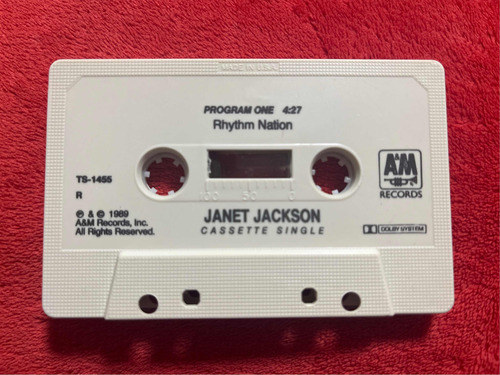 MADE IN USA
PROGRAM ONE 4:27
Rhythm Nation
TS-1455
R
℗ & © 1989
A&M Records, Inc.
All Rights Reserved.
100 50 0
JANET JACKSON
CASSETTE SINGLE
A&M
RECORDS
DOLBY SYSTEM